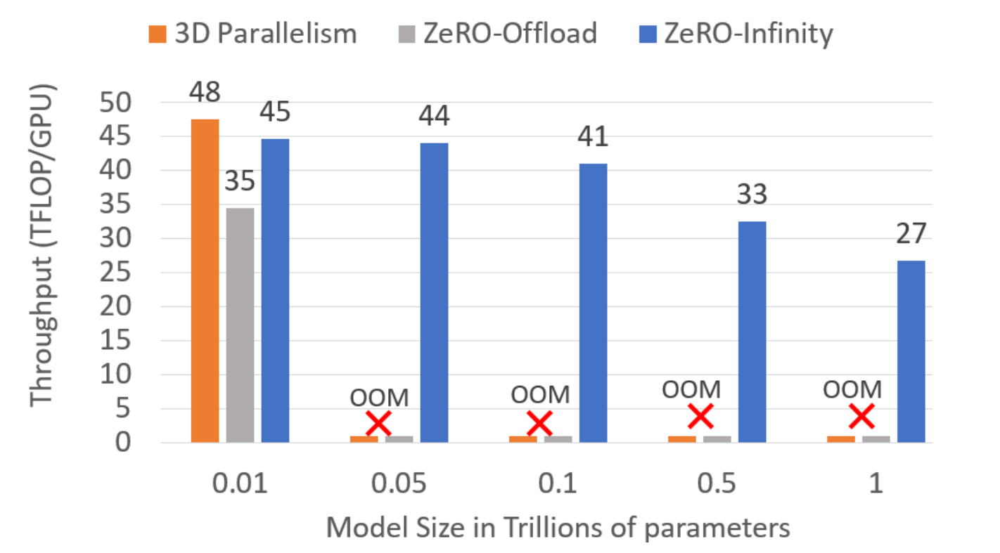 3D Parallelism ZeRO-Offload ZeRO-Infinity
Throughput (TFLOP/GPU)
50
45
40
35
30
25
20
15
10
5
0
48
35
45
44
41
33
27
OOM
OOM
OOM
OOM
0.01 0.05 0.1 0.5 1
Model Size in Trillions of parameters